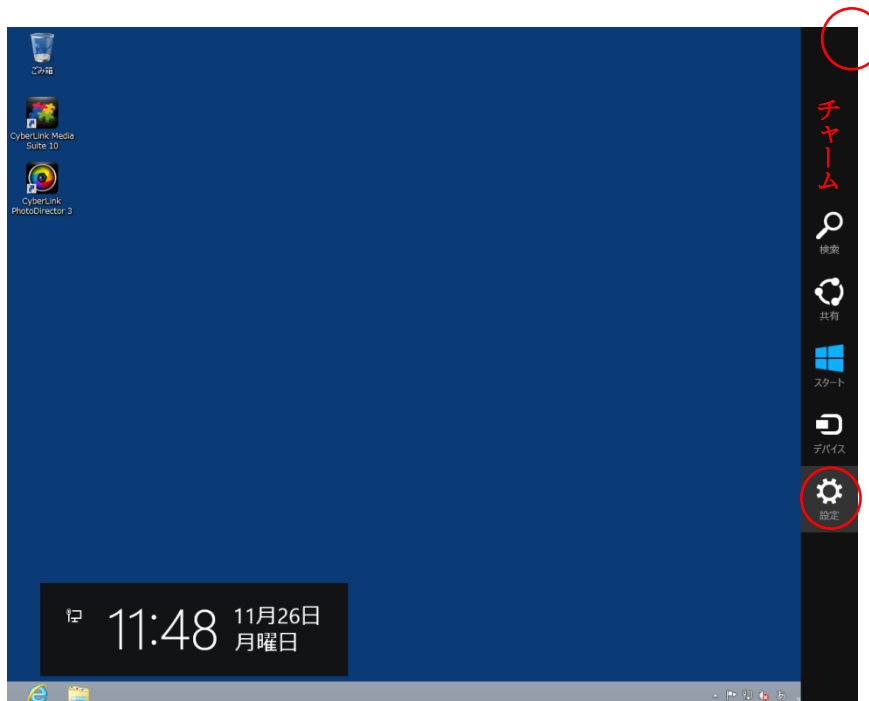 ごみ箱
CyberLink Media
Suite 10
CyberLink
PhotoDirector 3
チャーム
検索
共有
スタート
デバイス
設定
11:48
11月26日
月曜日
あ